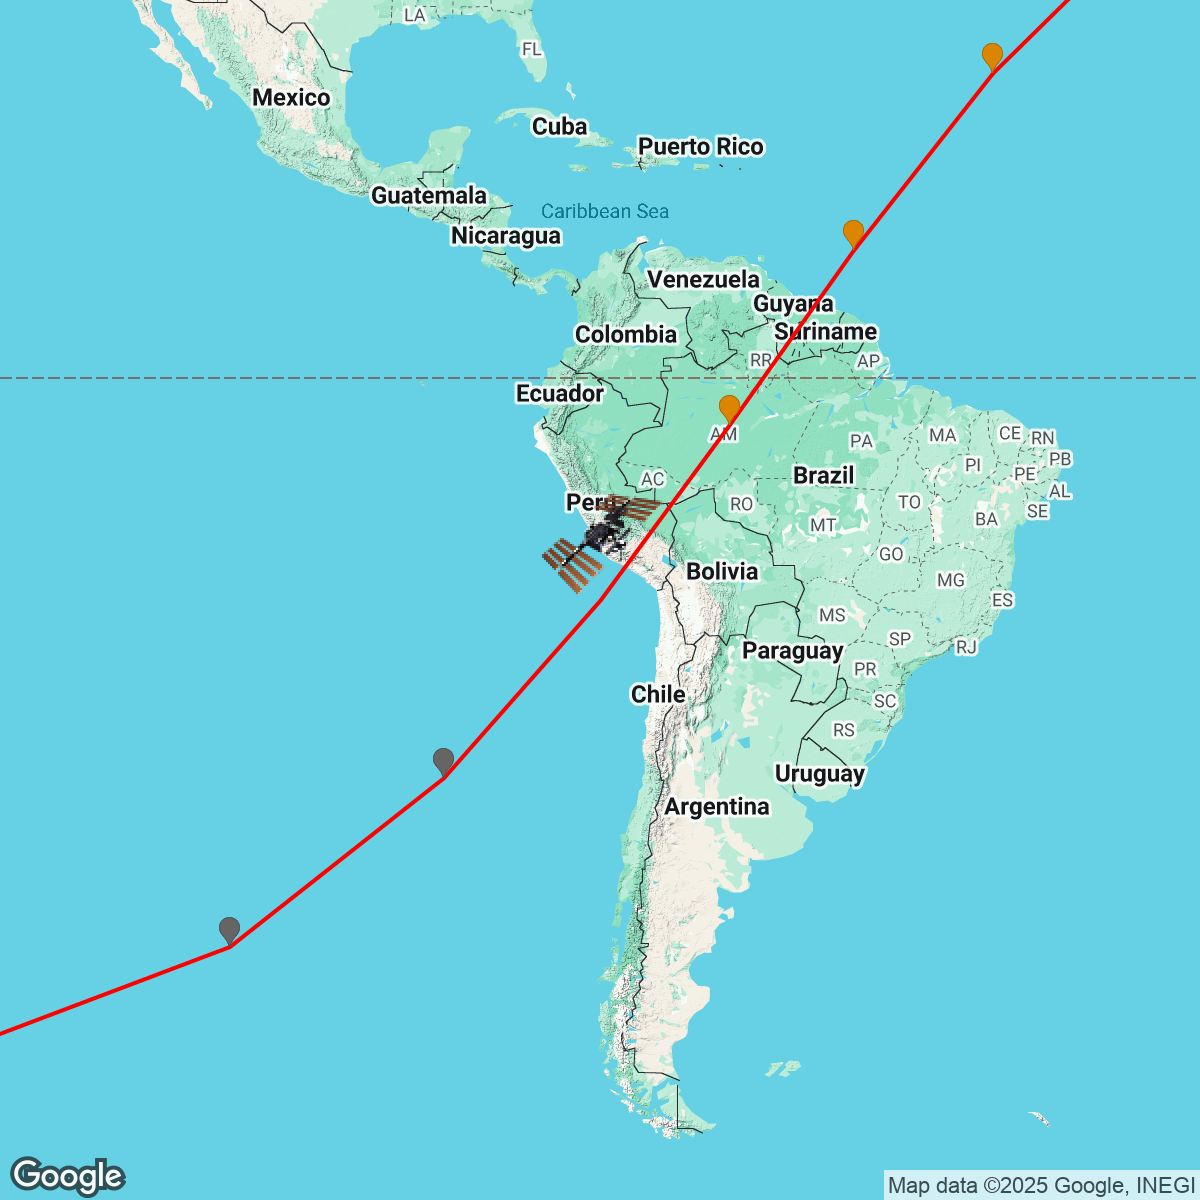 LA
FL
Mexico
Cuba
Puerto Rico
Guatemala
Caribbean Sea
Nicaragua
Venezuela
Guyana
Colombia
Suriname
RR
AP
Ecuador
AM
PA
MA
CE
RN
PB
PI
PE
AL
AC
Brazil
Peru
RO
TO
SE
BA
MT
GO
Bolivia
MG
ES
MS
SP
RJ
Paraguay
PR
Chile
SC
RS
Uruguay
Argentina
Google
Map data ©2025 Google, INEGI